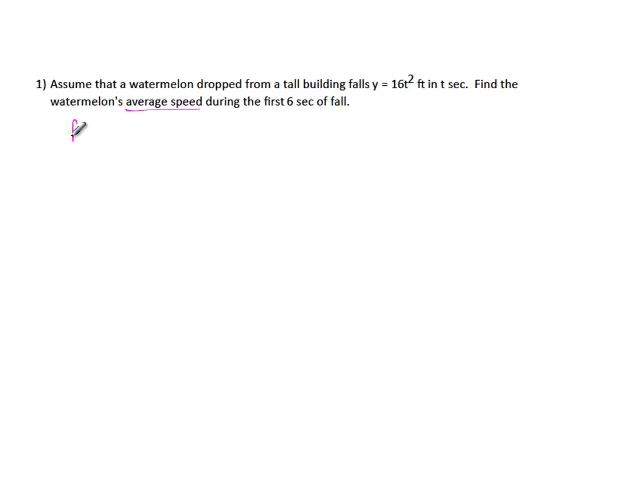 1) Assume that a watermelon dropped from a tall building falls y = 16t² ft in t sec. Find the
watermelon's average speed during the first 6 sec of fall.